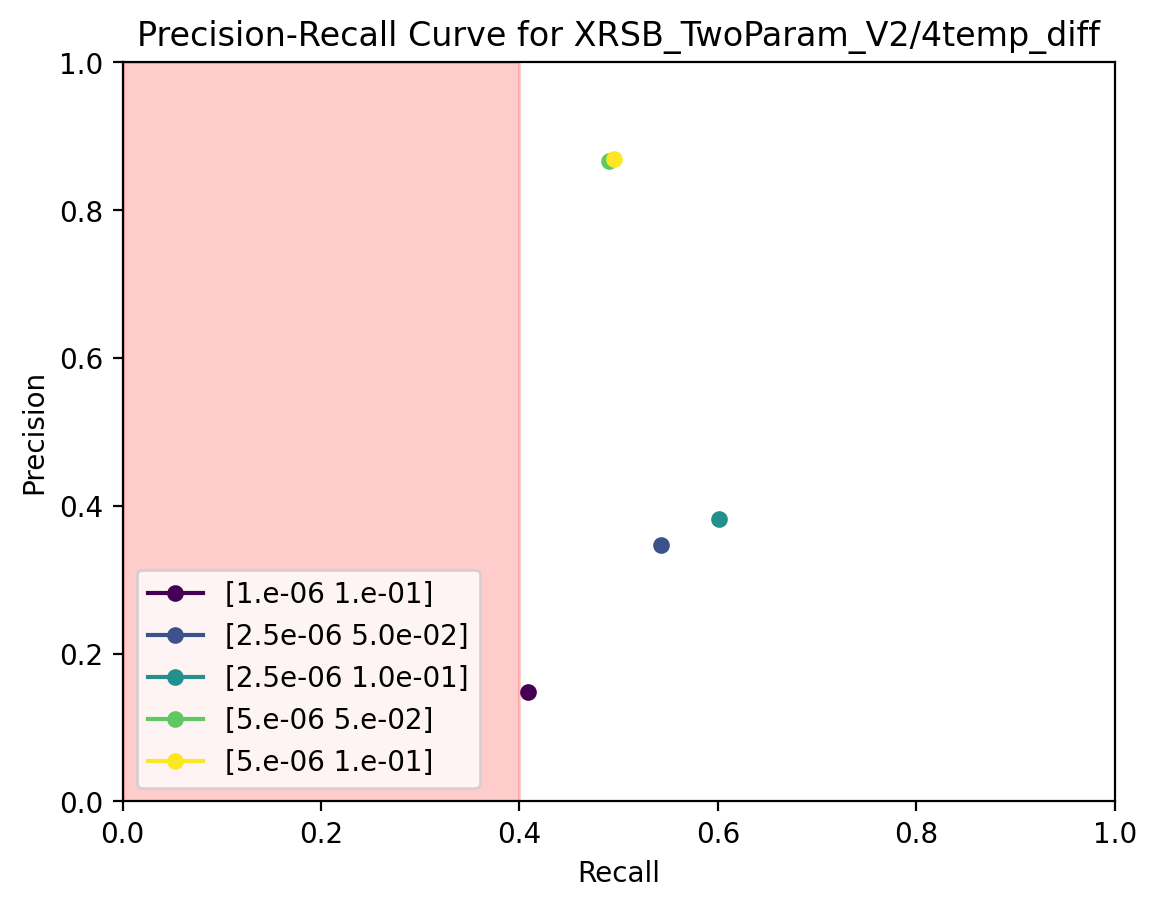 Precision-Recall Curve for XRSB_TwoParam_V2/4temp_diff
1.0
0.8
0.6
0.4
0.2
0.0
Precision
[1.e-06 1.e-01]
[2.5e-06 5.0e-02]
[2.5e-06 1.0e-01]
[5.e-06 5.e-02]
[5.e-06 1.e-01]
0.0 0.2 0.4 0.6 0.8 1.0
Recall